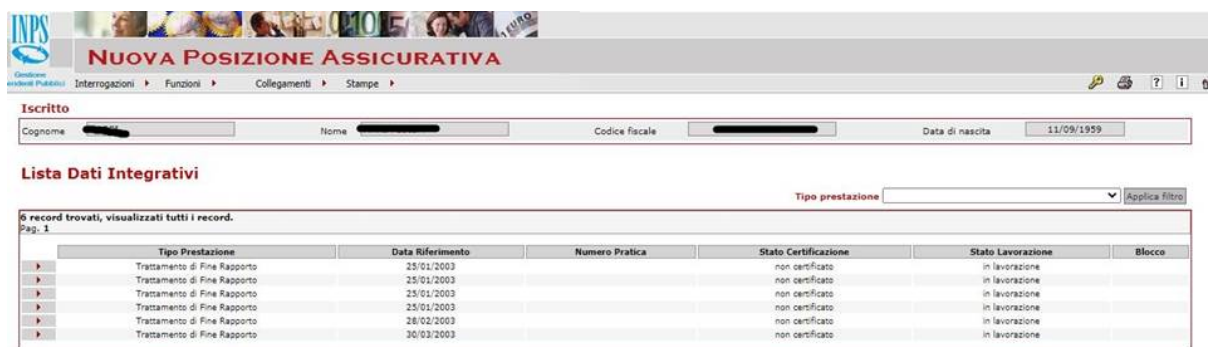 INPS
NUOVA POSIZIONE ASSICURATIVA
Gestione
Dipendenti Pubblici
Interrogazioni Funzioni Collegamenti Stampe ? i
Iscritto
Cognome Nome Codice fiscale Data di nascita 11/09/1959
Lista Dati Integrativi
Tipo prestazione Applica filtro
6 record trovati, visualizzati tutti i record.
Pag. 1
Tipo Prestazione Data Riferimento Numero Pratica Stato Certificazione Stato Lavorazione Blocco
Trattamento di Fine Rapporto 25/01/2003 non certificato in lavorazione
Trattamento di Fine Rapporto 25/01/2003 non certificato in lavorazione
Trattamento di Fine Rapporto 25/01/2003 non certificato in lavorazione
Trattamento di Fine Rapporto 25/01/2003 non certificato in lavorazione
Trattamento di Fine Rapporto 28/02/2003 non certificato in lavorazione
Trattamento di Fine Rapporto 30/03/2003 non certificato in lavorazione